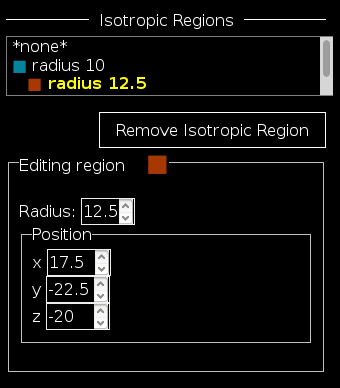 Isotropic Regions
*none*
radius 10
radius 12.5
Remove Isotropic Region
Editing region
Radius: 12.5
Position
x 17.5
y -22.5
z -20